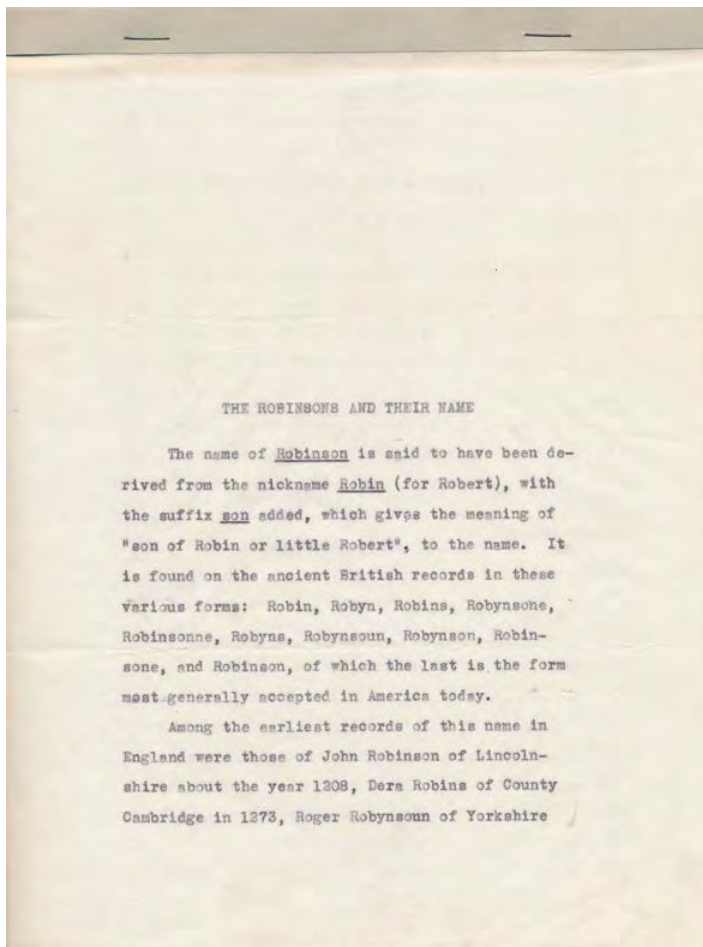 THE ROBINSONS AND THEIR NAME
The name of Robinson is said to have been de-
rived from the nickname Robin (for Robert), with
the suffix son added, which gives the meaning of
"son of Robin or little Robert", to the name. It
is found on the ancient British records in these
various forms: Robin, Robyn, Robins, Robynsone,
Robinsonne, Robyns, Robynsoun, Robynson, Robin-
sone, and Robinson, of which the last is the form
most generally accepted in America today.
Among the earliest records of this name in
England were those of John Robinson of Lincoln-
shire about the year 1208, Dera Robins of County
Cambridge in 1273, Roger Robynsoun of Yorkshire